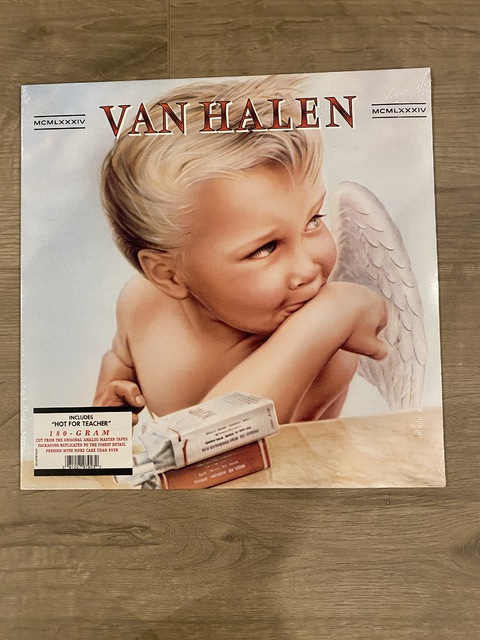 MCMLXXXIV
VAN HALEN
MCMLXXXIV
INCLUDES
"HOT FOR TEACHER"
180-GRAM
CUT FROM THE ORIGINAL ANALOG MASTER TAPES
PACKAGING REPLICATED TO THE FINEST DETAIL
PRESSED WITH MORE CARE THAN EVER